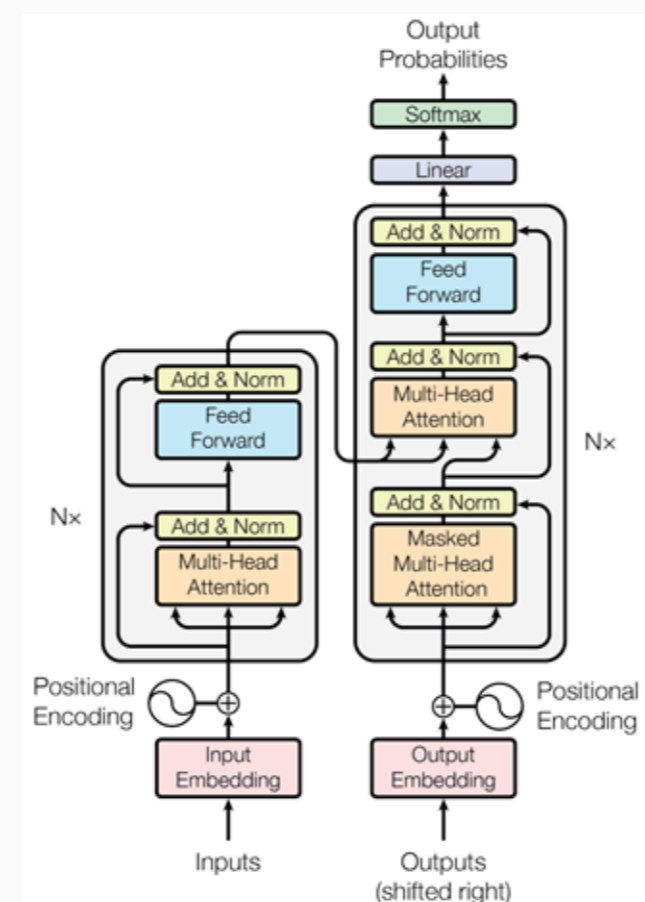 Output
Probabilities
Softmax
Linear
Add & Norm
Feed
Forward
Add & Norm
Multi-Head
Attention
Add & Norm
Masked
Multi-Head
Attention
Nx
Add & Norm
Feed
Forward
Add & Norm
Multi-Head
Attention
Nx
Positional
Encoding
Positional
Encoding
Input
Embedding
Output
Embedding
Inputs
Outputs
(shifted right)